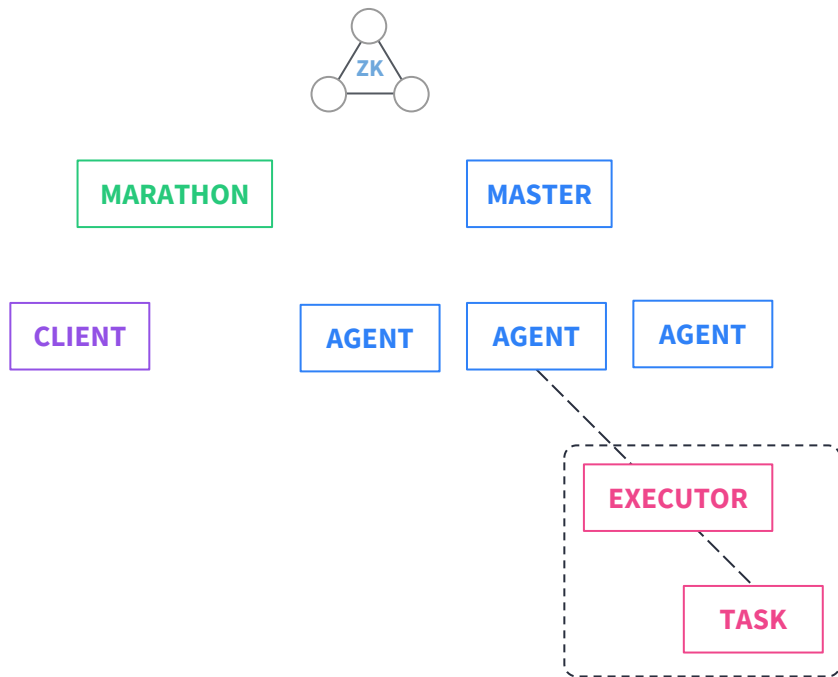 ZK
MARATHON
MASTER
CLIENT
AGENT
AGENT
AGENT
EXECUTOR
TASK